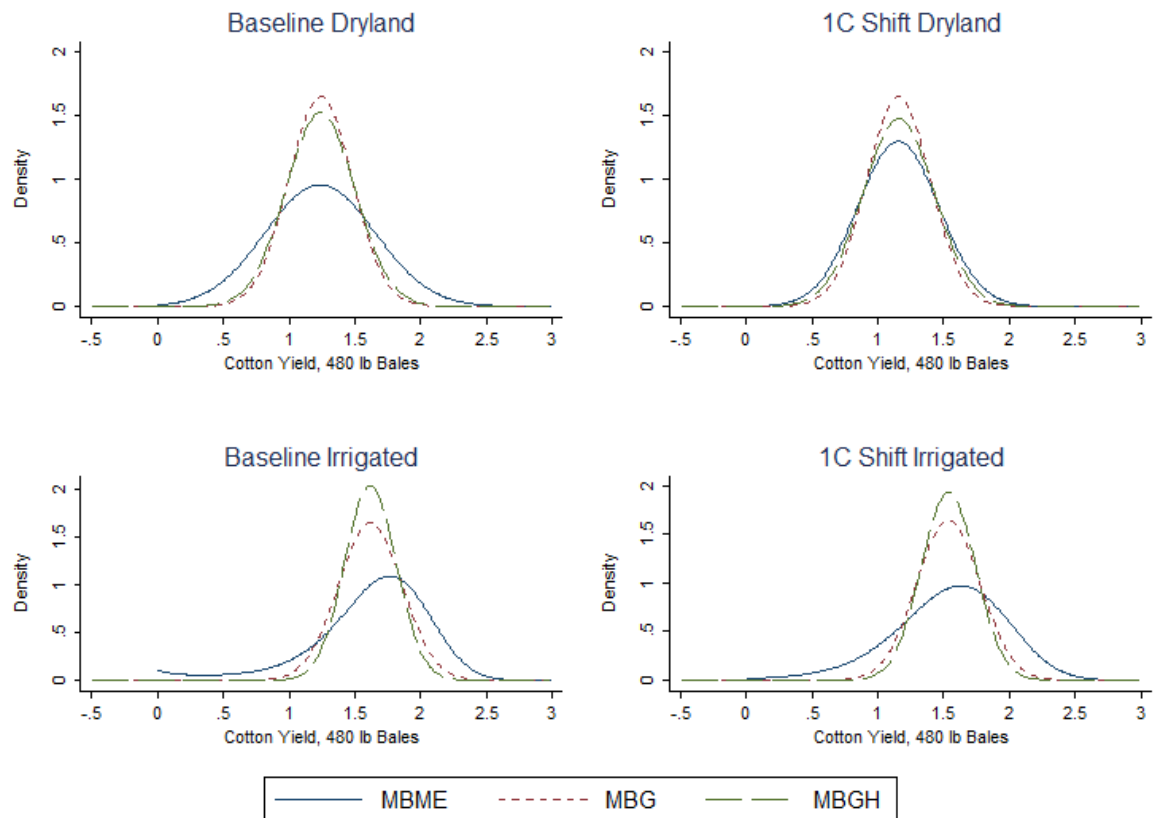 Baseline Dryland
1C Shift Dryland
Density
2
1.5
1
.5
0
-.5 0 .5 1 1.5 2 2.5 3
Cotton Yield, 480 lb Bales
Density
2
1.5
1
.5
0
-.5 0 .5 1 1.5 2 2.5 3
Cotton Yield, 480 lb Bales
Baseline Irrigated
1C Shift Irrigated
Density
2
1.5
1
.5
0
-.5 0 .5 1 1.5 2 2.5 3
Cotton Yield, 480 lb Bales
Density
2
1.5
1
.5
0
-.5 0 .5 1 1.5 2 2.5 3
Cotton Yield, 480 lb Bales
MBME MBG MBGH